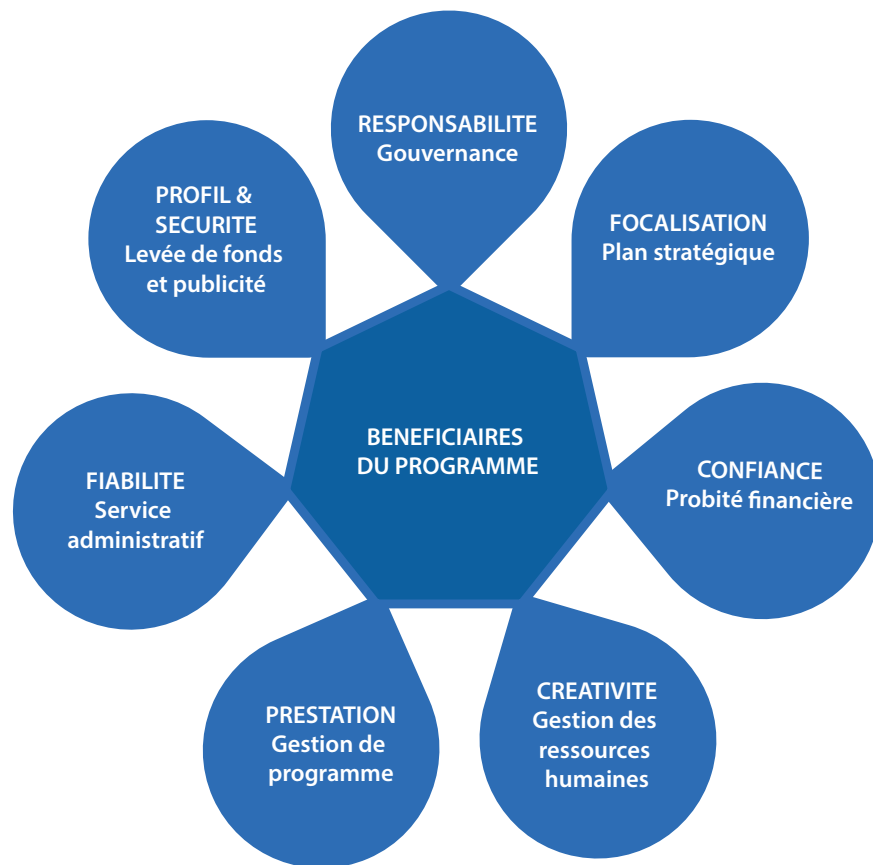 RESPONSABILITE
Gouvernance
FOCALISATION
Plan stratégique
CONFIANCE
Probité financière
CREATIVITE
Gestion des
ressources
humaines
PRESTATION
Gestion de
programme
FIABILITE
Service
administratif
PROFIL &
SECURITE
Levée de fonds
et publicité
BENEFICIAIRES
DU PROGRAMME